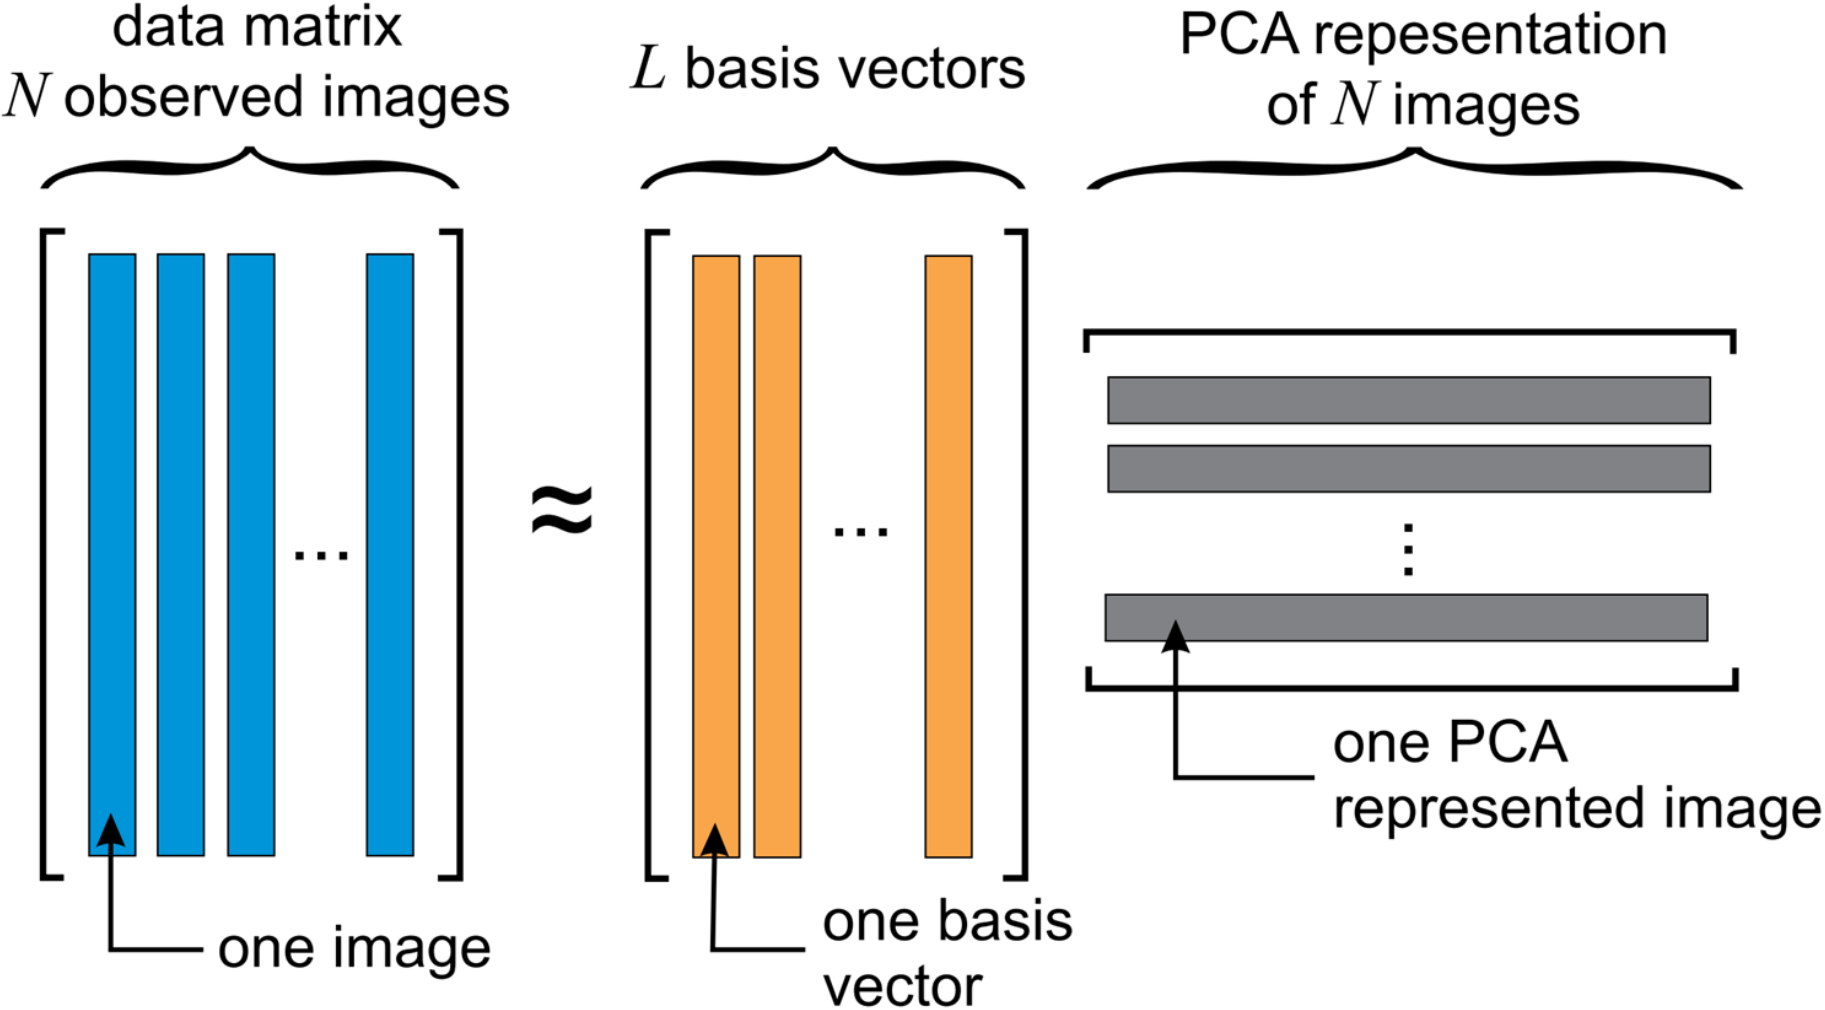 data matrix
N observed images
L basis vectors
PCA repesentation
of N images
...
≈
...
⋮
one image
one basis
vector
one PCA
represented image